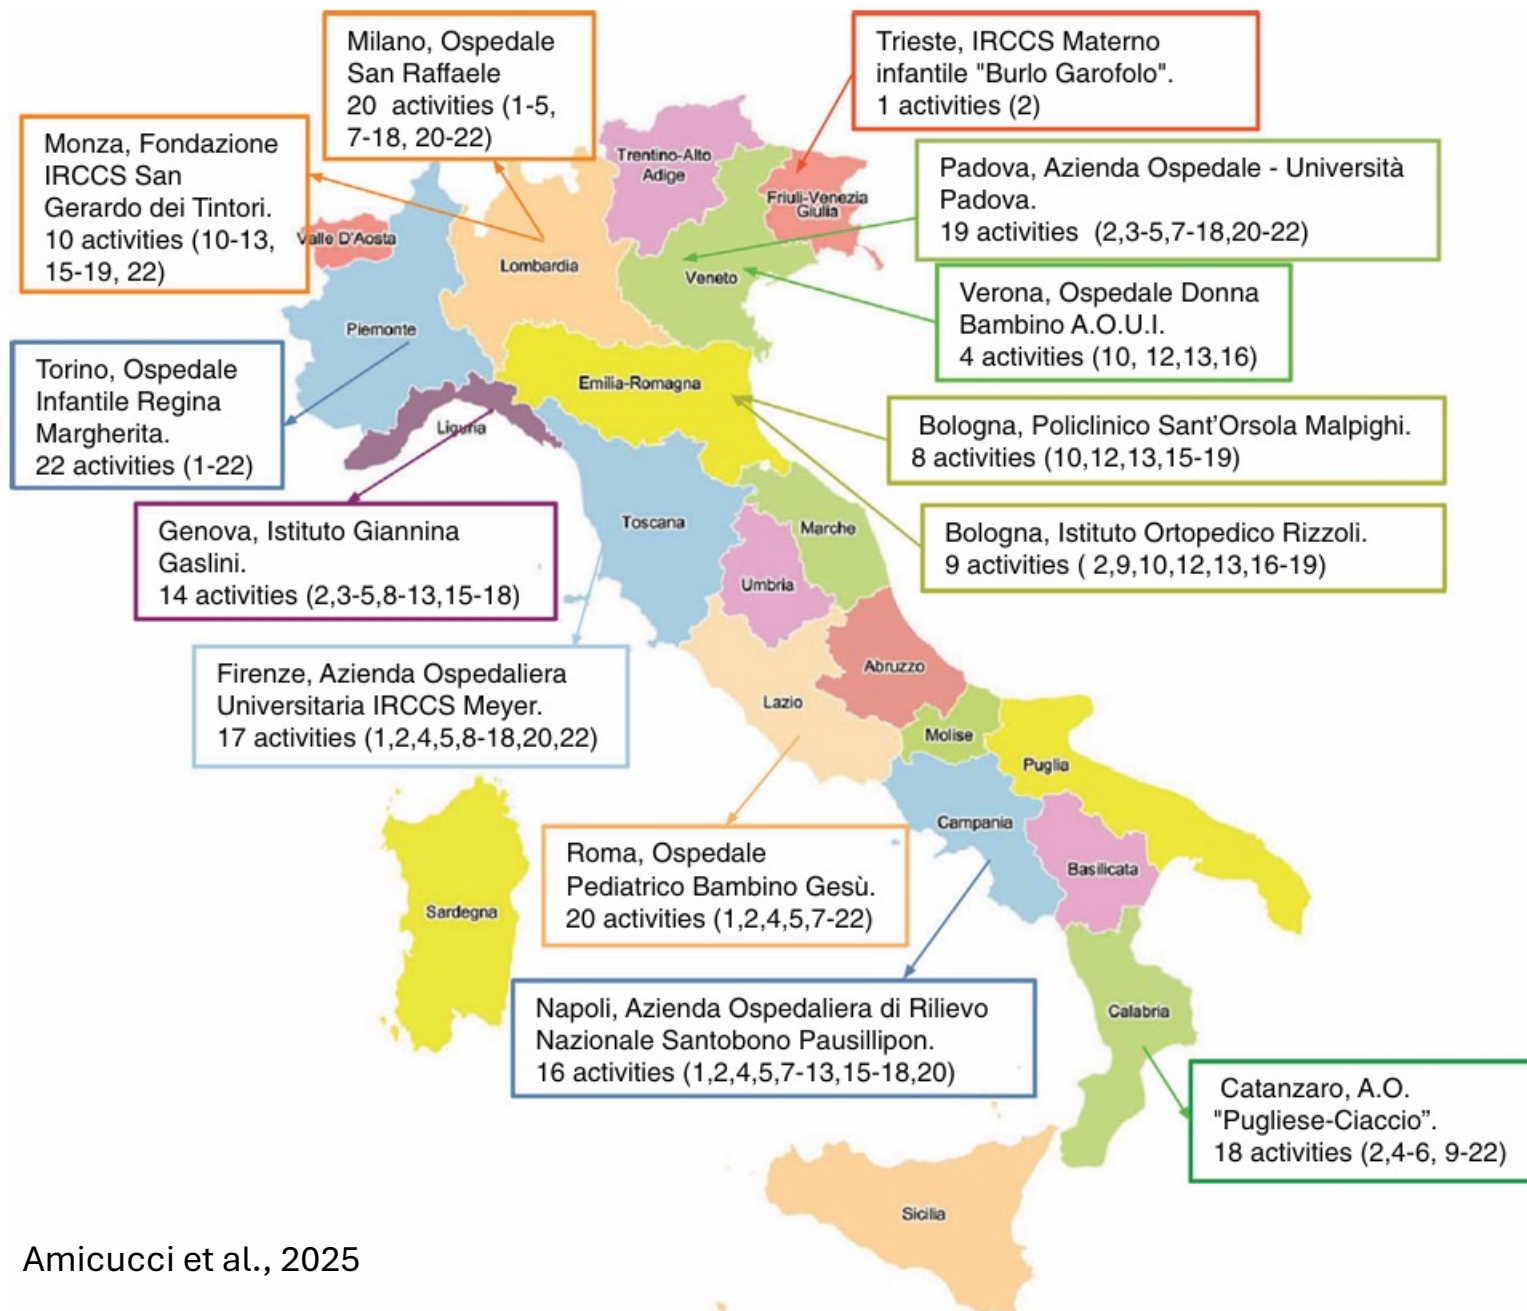 Milano, Ospedale
San Raffaele
20 activities (1-5,
7-18, 20-22)
Trieste, IRCCS Materno
infantile "Burlo Garofolo".
1 activities (2)
Monza, Fondazione
IRCCS San
Gerardo dei Tintori.
10 activities (10-13,
15-19, 22)
Padova, Azienda Ospedale - Università
Padova.
19 activities (2,3-5,7-18,20-22)
Trentino-Alto
Adige
Friuli-Venezia
Giulia
Valle D'Aosta
Lombardia
Veneto
Verona, Ospedale Donna
Bambino A.O.U.I.
4 activities (10, 12,13,16)
Piemonte
Torino, Ospedale
Infantile Regina
Margherita.
22 activities (1-22)
Emilia-Romagna
Liguria
Bologna, Policlinico Sant’Orsola Malpighi.
8 activities (10,12,13,15-19)
Genova, Istituto Giannina
Gaslini.
14 activities (2,3-5,8-13,15-18)
Toscana
Marche
Bologna, Istituto Ortopedico Rizzoli.
9 activities ( 2,9,10,12,13,16-19)
Umbria
Firenze, Azienda Ospedaliera
Universitaria IRCCS Meyer.
17 activities (1,2,4,5,8-18,20,22)
Abruzzo
Lazio
Molise
Puglia
Campania
Basilicata
Roma, Ospedale
Pediatrico Bambino Gesù.
20 activities (1,2,4,5,7-22)
Sardegna
Napoli, Azienda Ospedaliera di Rilievo
Nazionale Santobono Pausillipon.
16 activities (1,2,4,5,7-13,15-18,20)
Calabria
Catanzaro, A.O.
"Pugliese-Ciaccio”.
18 activities (2,4-6, 9-22)
Sicilia
Amicucci et al., 2025